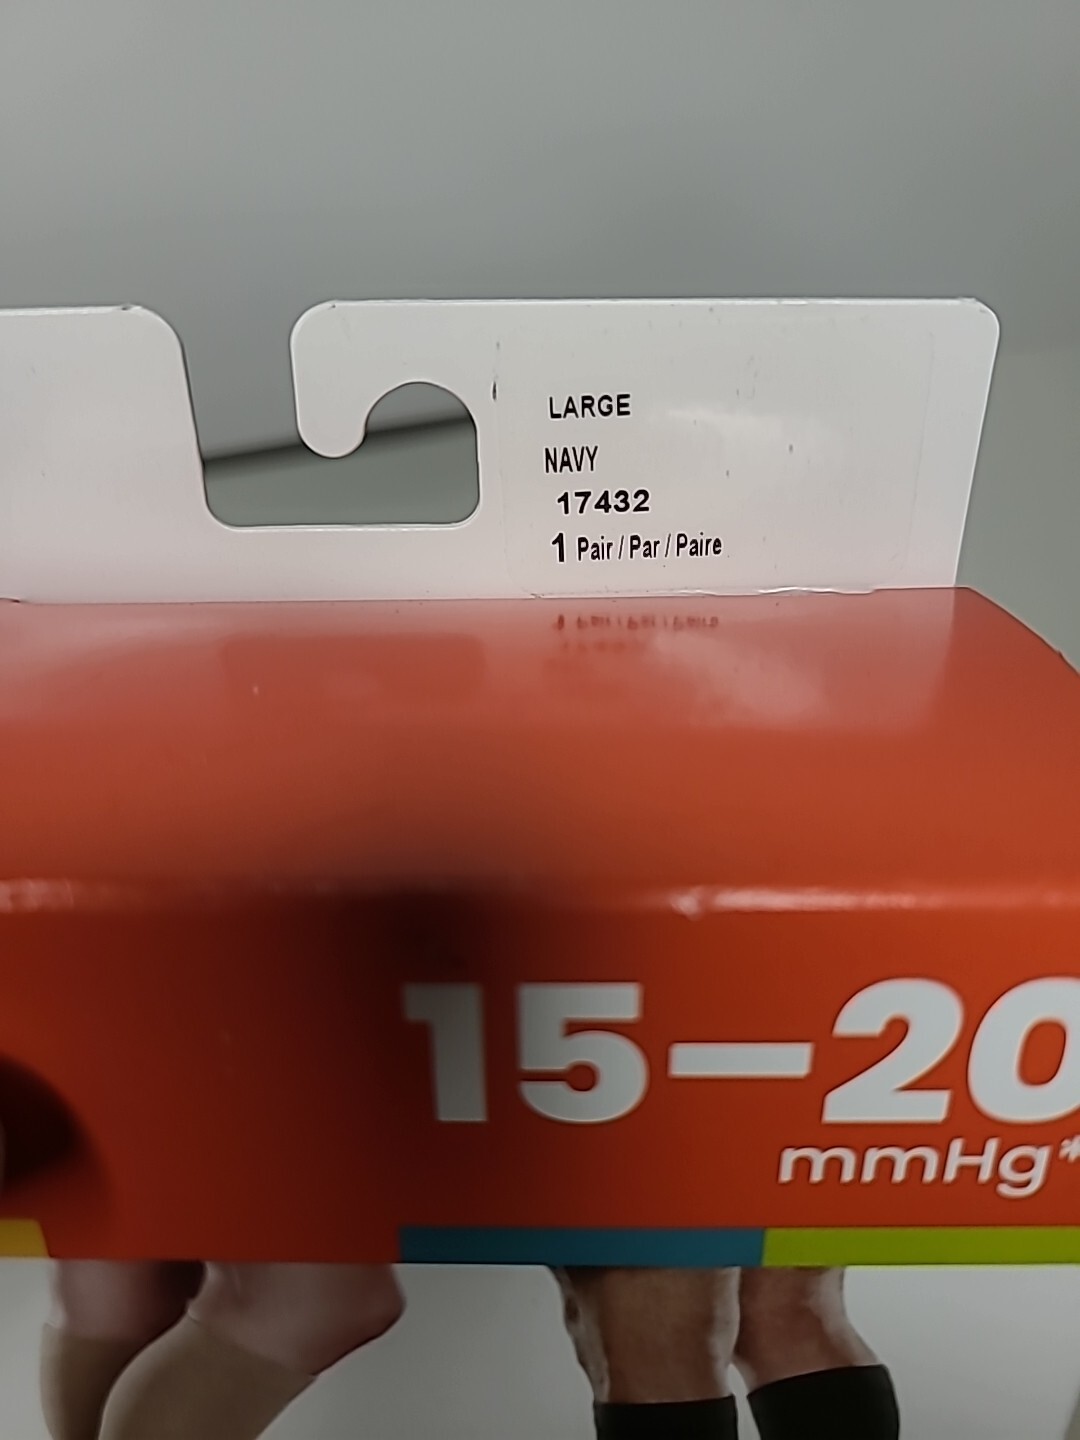 LARGE
NAVY
17432
1 Pair / Par / Paire
15–20
mmHg*